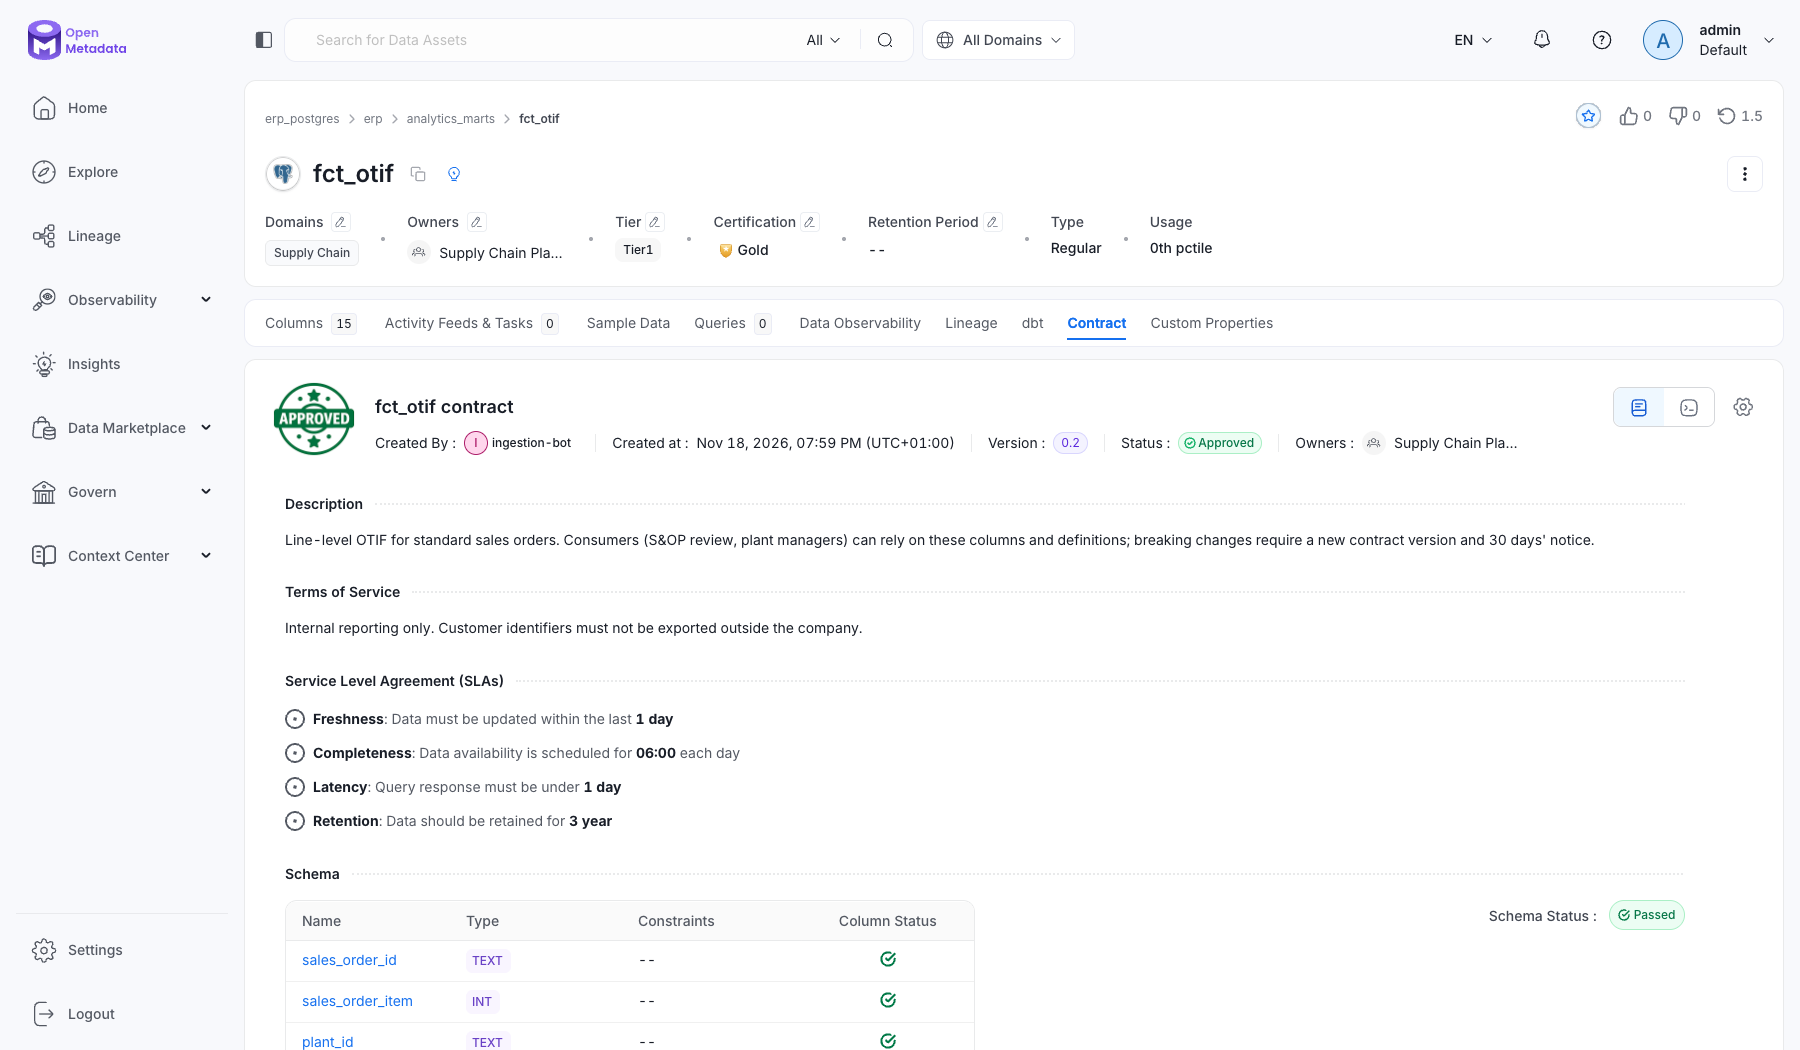 Open
Metadata
Search for Data Assets
All
All Domains
EN
A
admin
Default
Home
Explore
Lineage
Observability
Insights
Data Marketplace
Govern
Context Center
Settings
Logout
erp_postgres > erp > analytics_marts > fct_otif
0 0 1.5
fct_otif
Domains Owners Tier Certification Retention Period Type Usage
Supply Chain Supply Chain Pla... Tier1 Gold -- Regular 0th pctile
Columns 15 Activity Feeds & Tasks 0 Sample Data Queries 0 Data Observability Lineage dbt Contract Custom Properties
APPROVED
fct_otif contract
Created By : I ingestion-bot Created at : Nov 18, 2026, 07:59 PM (UTC+01:00) Version : 0.2 Status : Approved Owners : Supply Chain Pla...
Description
Line-level OTIF for standard sales orders. Consumers (S&OP review, plant managers) can rely on these columns and definitions; breaking changes require a new contract version and 30 days' notice.
Terms of Service
Internal reporting only. Customer identifiers must not be exported outside the company.
Service Level Agreement (SLAs)
Freshness: Data must be updated within the last 1 day
Completeness: Data availability is scheduled for 06:00 each day
Latency: Query response must be under 1 day
Retention: Data should be retained for 3 year
Schema
Name Type Constraints Column Status
Schema Status : Passed
sales_order_id TEXT --
sales_order_item INT --
plant_id TEXT --